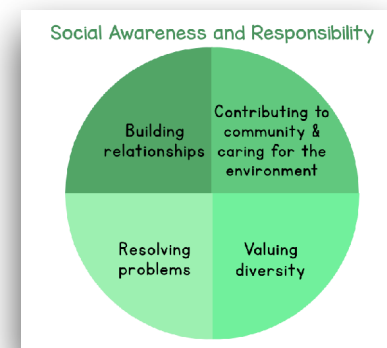 Social Awareness and Responsibility
Building
relationships
Contributing to
community &
caring for the
environment
Resolving
problems
Valuing
diversity